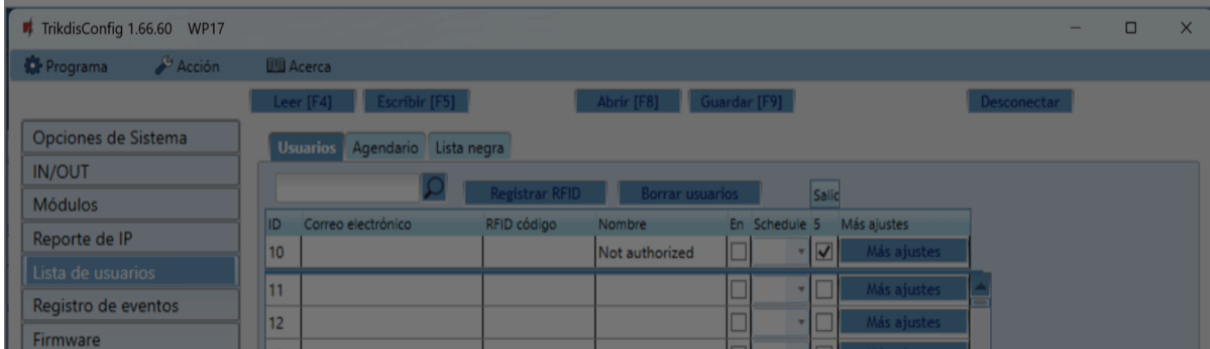 TrikdisConfig 1.66.60 WP17
Programa Acción Acerca
Leer [F4] Escribir [F5] Abrir [F8] Guardar [F9] Desconectar
Opciones de Sistema
IN/OUT
Módulos
Reporte de IP
Lista de usuarios
Registro de eventos
Firmware
Usuarios Agendario Lista negra
Registrar RFID Borrar usuarios Salic
ID Correo electrónico RFID código Nombre En Schedule 5 Más ajustes
10 Not authorized Más ajustes
11 Más ajustes
12 Más ajustes